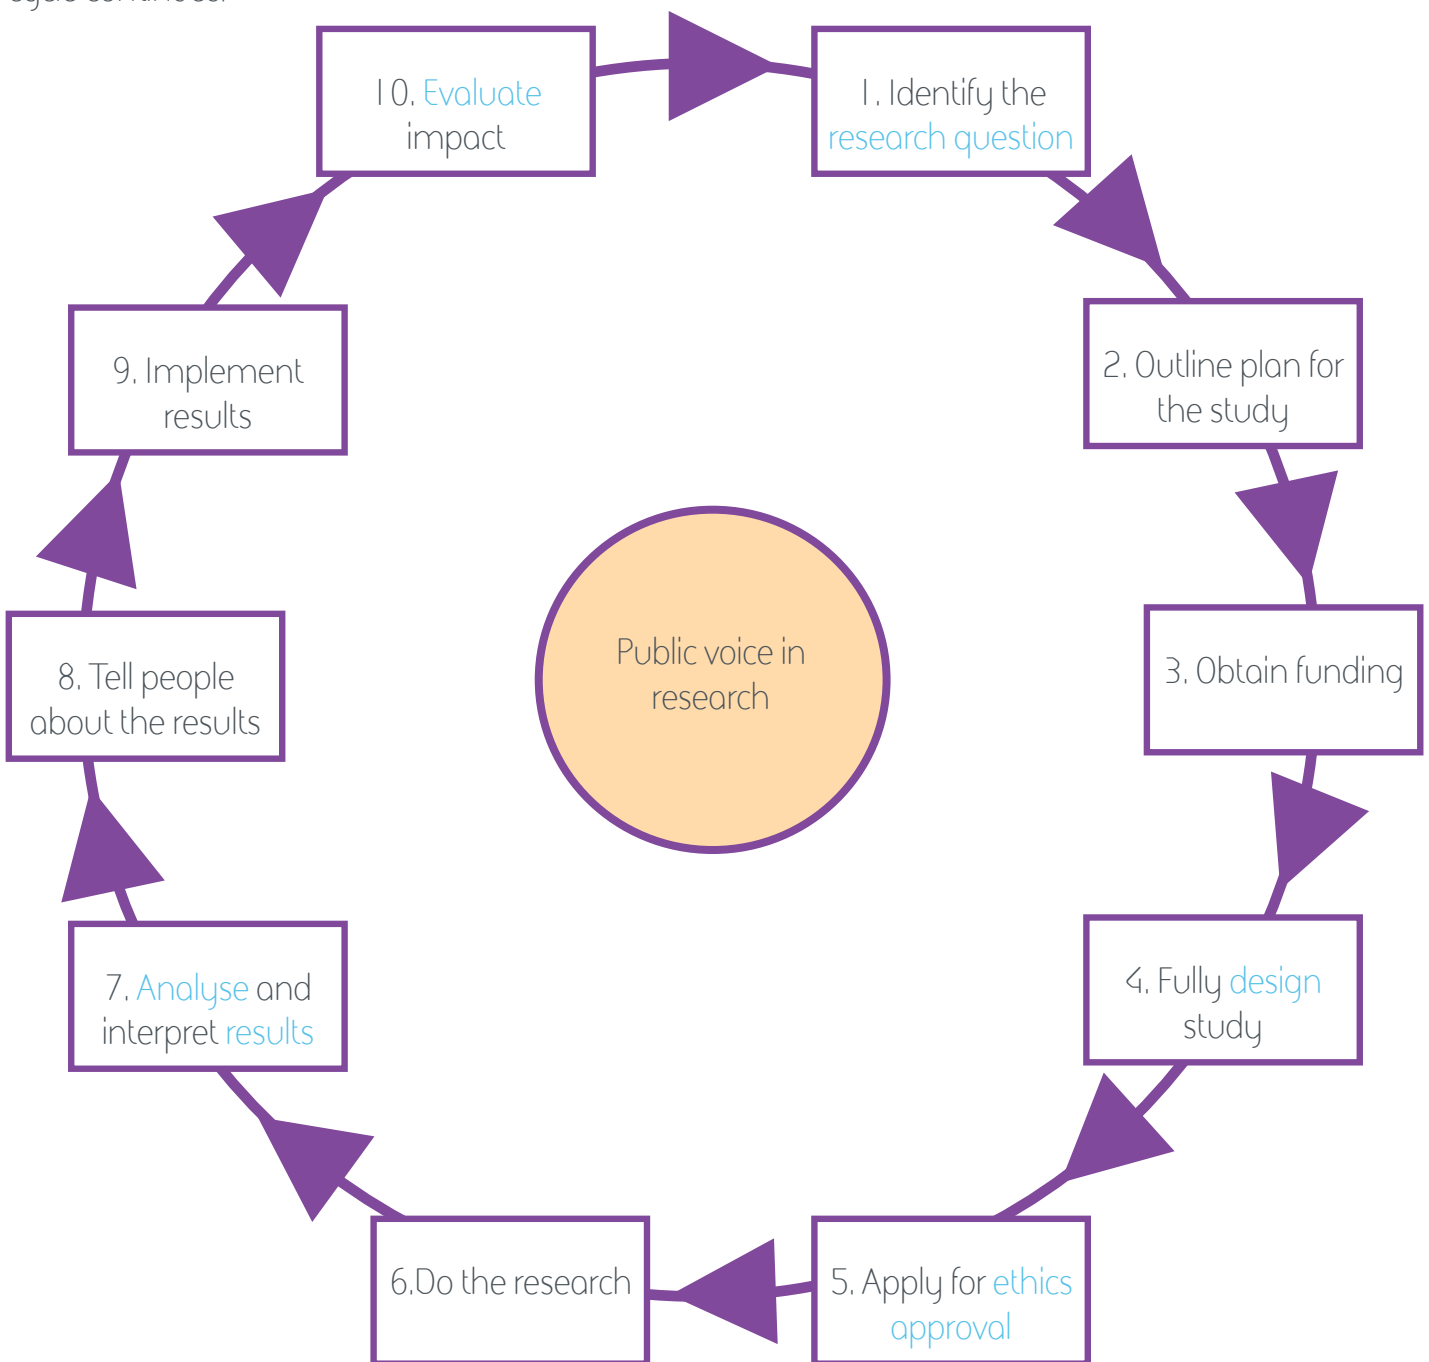 cycle continues.
10. Evaluate
impact
1. Identify the
research question
2. Outline plan for
the study
3. Obtain funding
4. Fully design
study
5. Apply for ethics
approval
6.Do the research
7. Analyse and
interpret results
8. Tell people
about the results
9. Implement
results
Public voice in
research